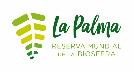 La Palma
RESERVA MUNDIAL
DE LA BIOSFERA